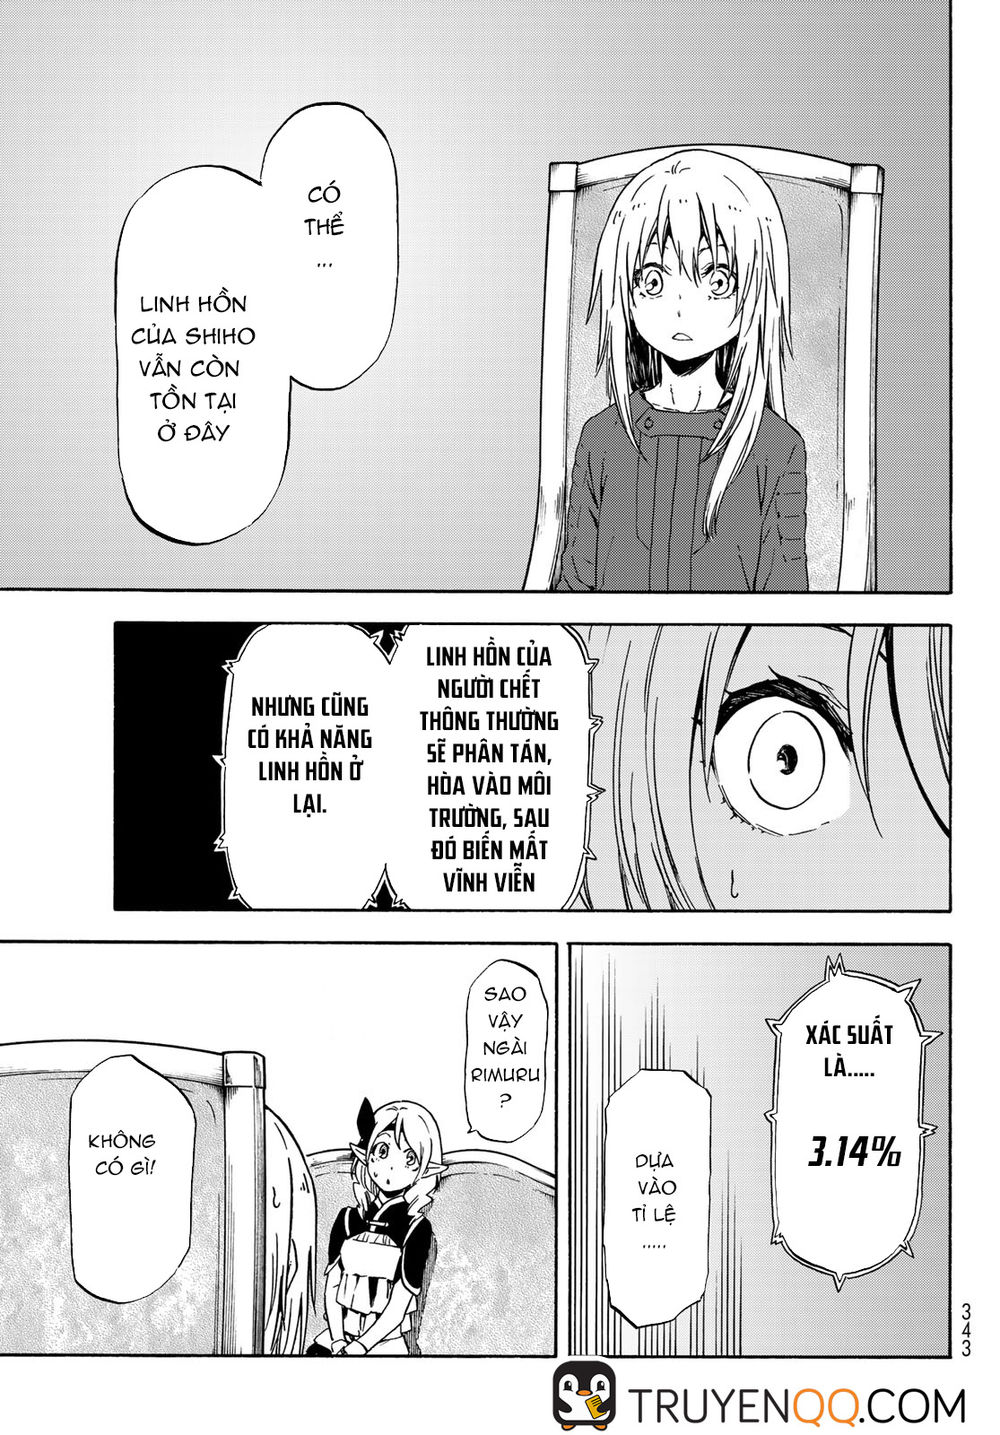 CÓ
THỂ
...
LINH HỒN
CỦA SHIHO
VẪN CÒN
TỒN TẠI
Ở ĐÂY
LINH HỒN CỦA
NGƯỜI CHẾT
THÔNG THƯỜNG
SẼ PHÂN TÁN,
HÒA VÀO MÔI
TRƯỜNG, SAU
ĐÓ BIẾN MẤT
VĨNH VIỄN
NHƯNG CŨNG
CÓ KHẢ NĂNG
LINH HỒN Ở
LẠI.
XÁC SUẤT
LÀ.....
3.14%
DỰA
VÀO
TỈ LỆ
.....
SAO
VẬY
NGÀI
RIMURU
?
KHÔNG
CÓ GÌ!
343
TRUYENQQ.COM